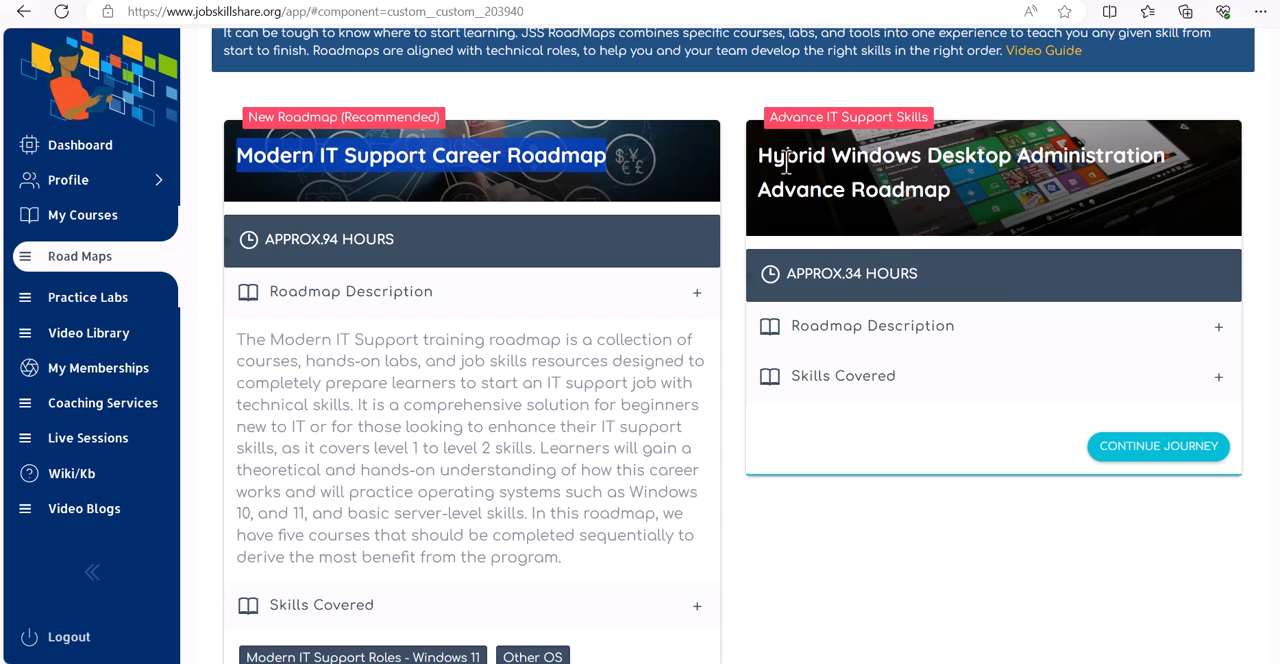 https://www.jobskillshare.org/app/#component=custom__custom__203940
It can be tough to know where to start learning. JSS RoadMaps combines specific courses, labs, and tools into one experience to teach you any given skill from
start to finish. Roadmaps are aligned with technical roles, to help you and your team develop the right skills in the right order. Video Guide
Dashboard
Profile
My Courses
Road Maps
Practice Labs
Video Library
My Memberships
Coaching Services
Live Sessions
Wiki/Kb
Video Blogs
Logout
New Roadmap (Recommended)
Modern IT Support Career Roadmap
APPROX.94 HOURS
Roadmap Description +
The Modern IT Support training roadmap is a collection of
courses, hands-on labs, and job skills resources designed to
completely prepare learners to start an IT support job with
technical skills. It is a comprehensive solution for beginners
new to IT or for those looking to enhance their IT support
skills, as it covers level 1 to level 2 skills. Learners will gain a
theoretical and hands-on understanding of how this career
works and will practice operating systems such as Windows
10, and 11, and basic server-level skills. In this roadmap, we
have five courses that should be completed sequentially to
derive the most benefit from the program.
Skills Covered +
Modern IT Support Roles - Windows 11 Other OS
Advance IT Support Skills
Hybrid Windows Desktop Administration
Advance Roadmap
APPROX.34 HOURS
Roadmap Description +
Skills Covered +
CONTINUE JOURNEY